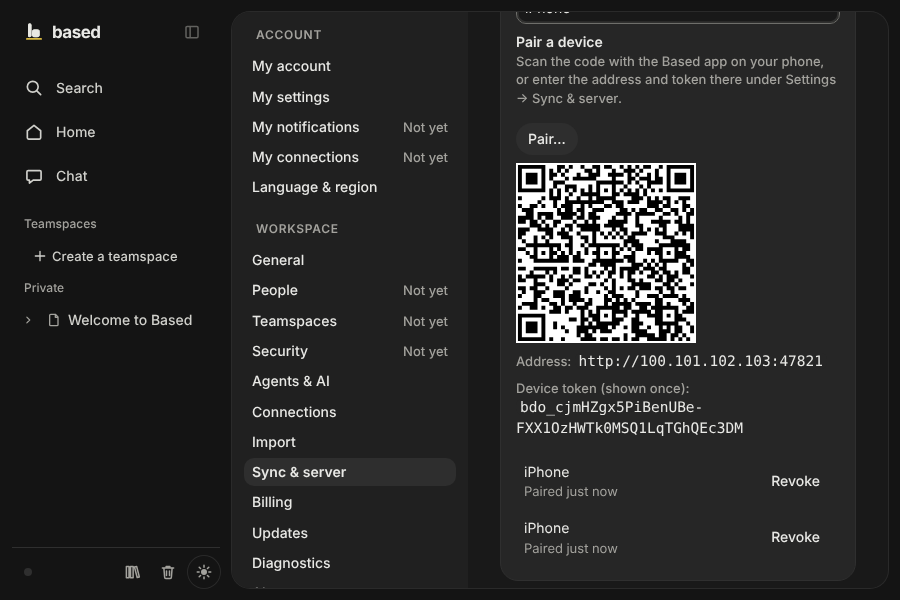 based
Search
Home
Chat
Teamspaces
Create a teamspace
Private
Welcome to Based
ACCOUNT
My account
My settings
My notifications Not yet
My connections Not yet
Language & region
WORKSPACE
General
People Not yet
Teamspaces Not yet
Security Not yet
Agents & AI
Connections
Import
Sync & server
Billing
Updates
Diagnostics
Pair a device
Scan the code with the Based app on your phone,
or enter the address and token there under Settings
→ Sync & server.
Pair...
Address: http://100.101.102.103:47821
Device token (shown once):
bdo_cjmHZgx5PiBenUBe-
FXX1OzHWTk0MSQ1LqTGhQEc3DM
iPhone
Paired just now
Revoke
iPhone
Paired just now
Revoke